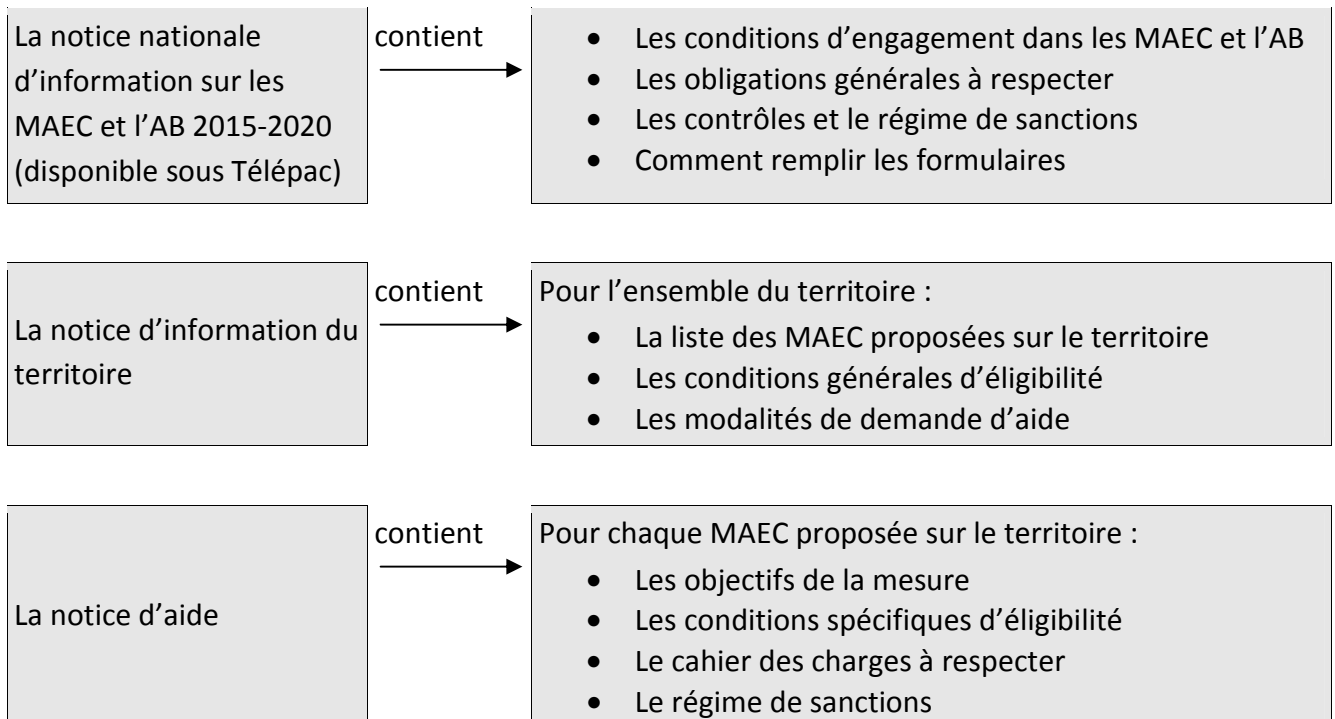 La notice nationale
d’information sur les
MAEC et l’AB 2015-2020
(disponible sous Télépac)
contient
• Les conditions d’engagement dans les MAEC et l’AB
• Les obligations générales à respecter
• Les contrôles et le régime de sanctions
• Comment remplir les formulaires
La notice d’information du
territoire
contient
Pour l’ensemble du territoire :
• La liste des MAEC proposées sur le territoire
• Les conditions générales d’éligibilité
• Les modalités de demande d’aide
La notice d’aide
contient
Pour chaque MAEC proposée sur le territoire :
• Les objectifs de la mesure
• Les conditions spécifiques d’éligibilité
• Le cahier des charges à respecter
• Le régime de sanctions